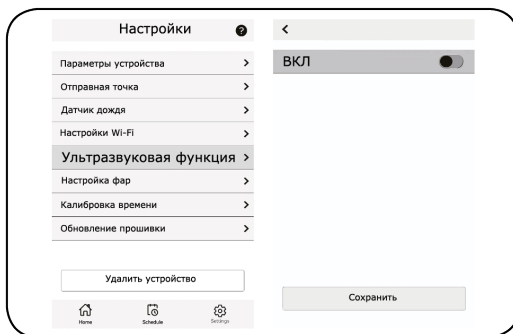 Настройки ?
Параметры устройства
Отправная точка
Датчик дождя
Настройки Wi-Fi
Ультразвуковая функция
Настройка фар
Калибровка времени
Обновление прошивки
Удалить устройство
Home Schedule Settings
ВКЛ
Сохранить